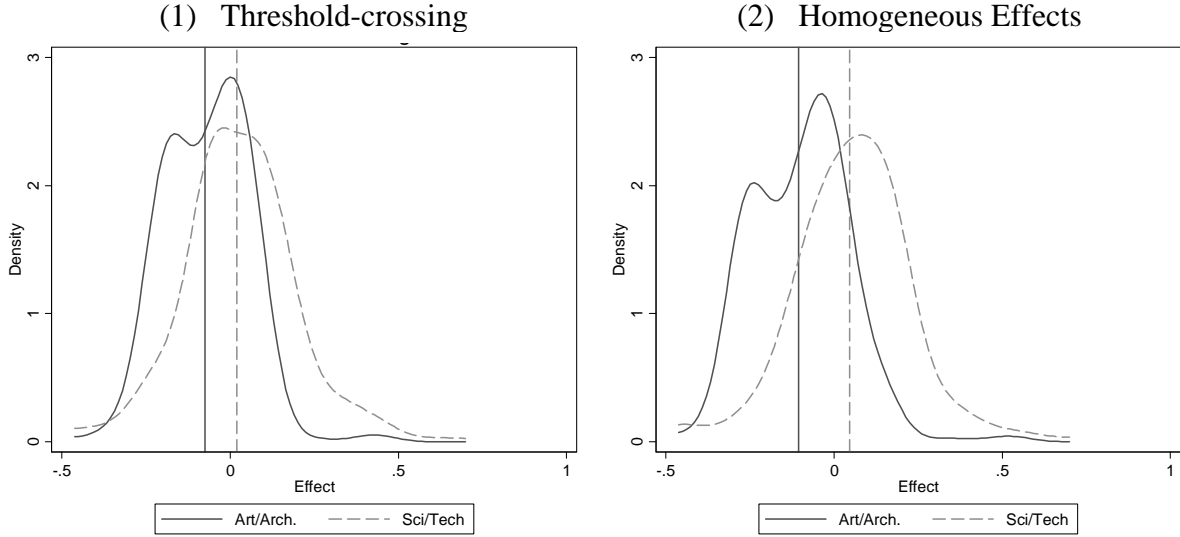 (1) Threshold-crossing
(2) Homogeneous Effects
3
2
1
0
Density
-.5 0 .5 1
Effect
Art/Arch. Sci/Tech
3
2
1
0
Density
-.5 0 .5 1
Effect
Art/Arch. Sci/Tech